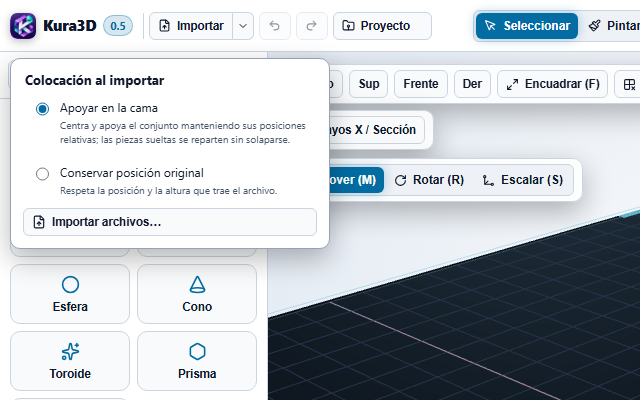 Kura3D 0.5 Importar Proyecto Seleccionar Pintar
Colocación al importar
Apoyar en la cama
Centra y apoya el conjunto manteniendo sus posiciones
relativas; las piezas sueltas se reparten sin solaparse.
Conservar posición original
Respeta la posición y la altura que trae el archivo.
Importar archivos...
Sup Frente Der Encuadrar (F)
yos X / Sección
over (M) Rotar (R) Escalar (S)
Esfera Cono
Toroide Prisma